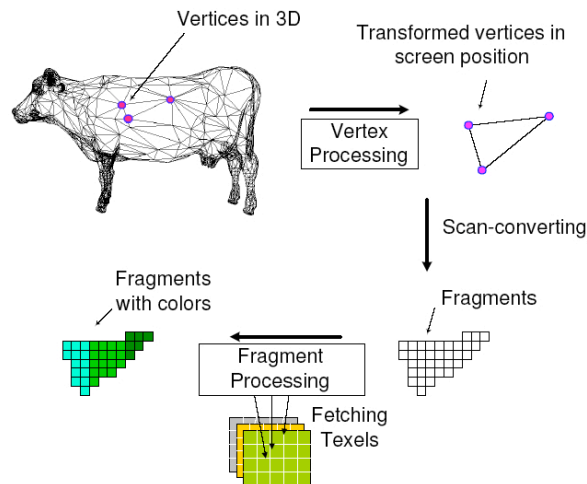 Vertices in 3D
Transformed vertices in
screen position
Vertex
Processing
Scan-converting
Fragments
with colors
Fragments
Fragment
Processing
Fetching
Texels